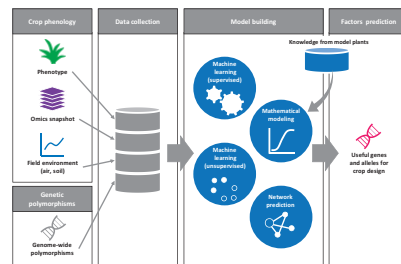 Crop phenology
Data collection
Model building
Factors prediction
Phenotype
Omics snapshot
Field environment
(air, soil)
Genetic
polymorphisms
Genome-wide
polymorphisms
Knowledge from model plants
Machine
learning
(supervised)
Mathematical
modeling
Machine
learning
(unsupervised)
Network
prediction
Useful genes
and alleles for
crop design